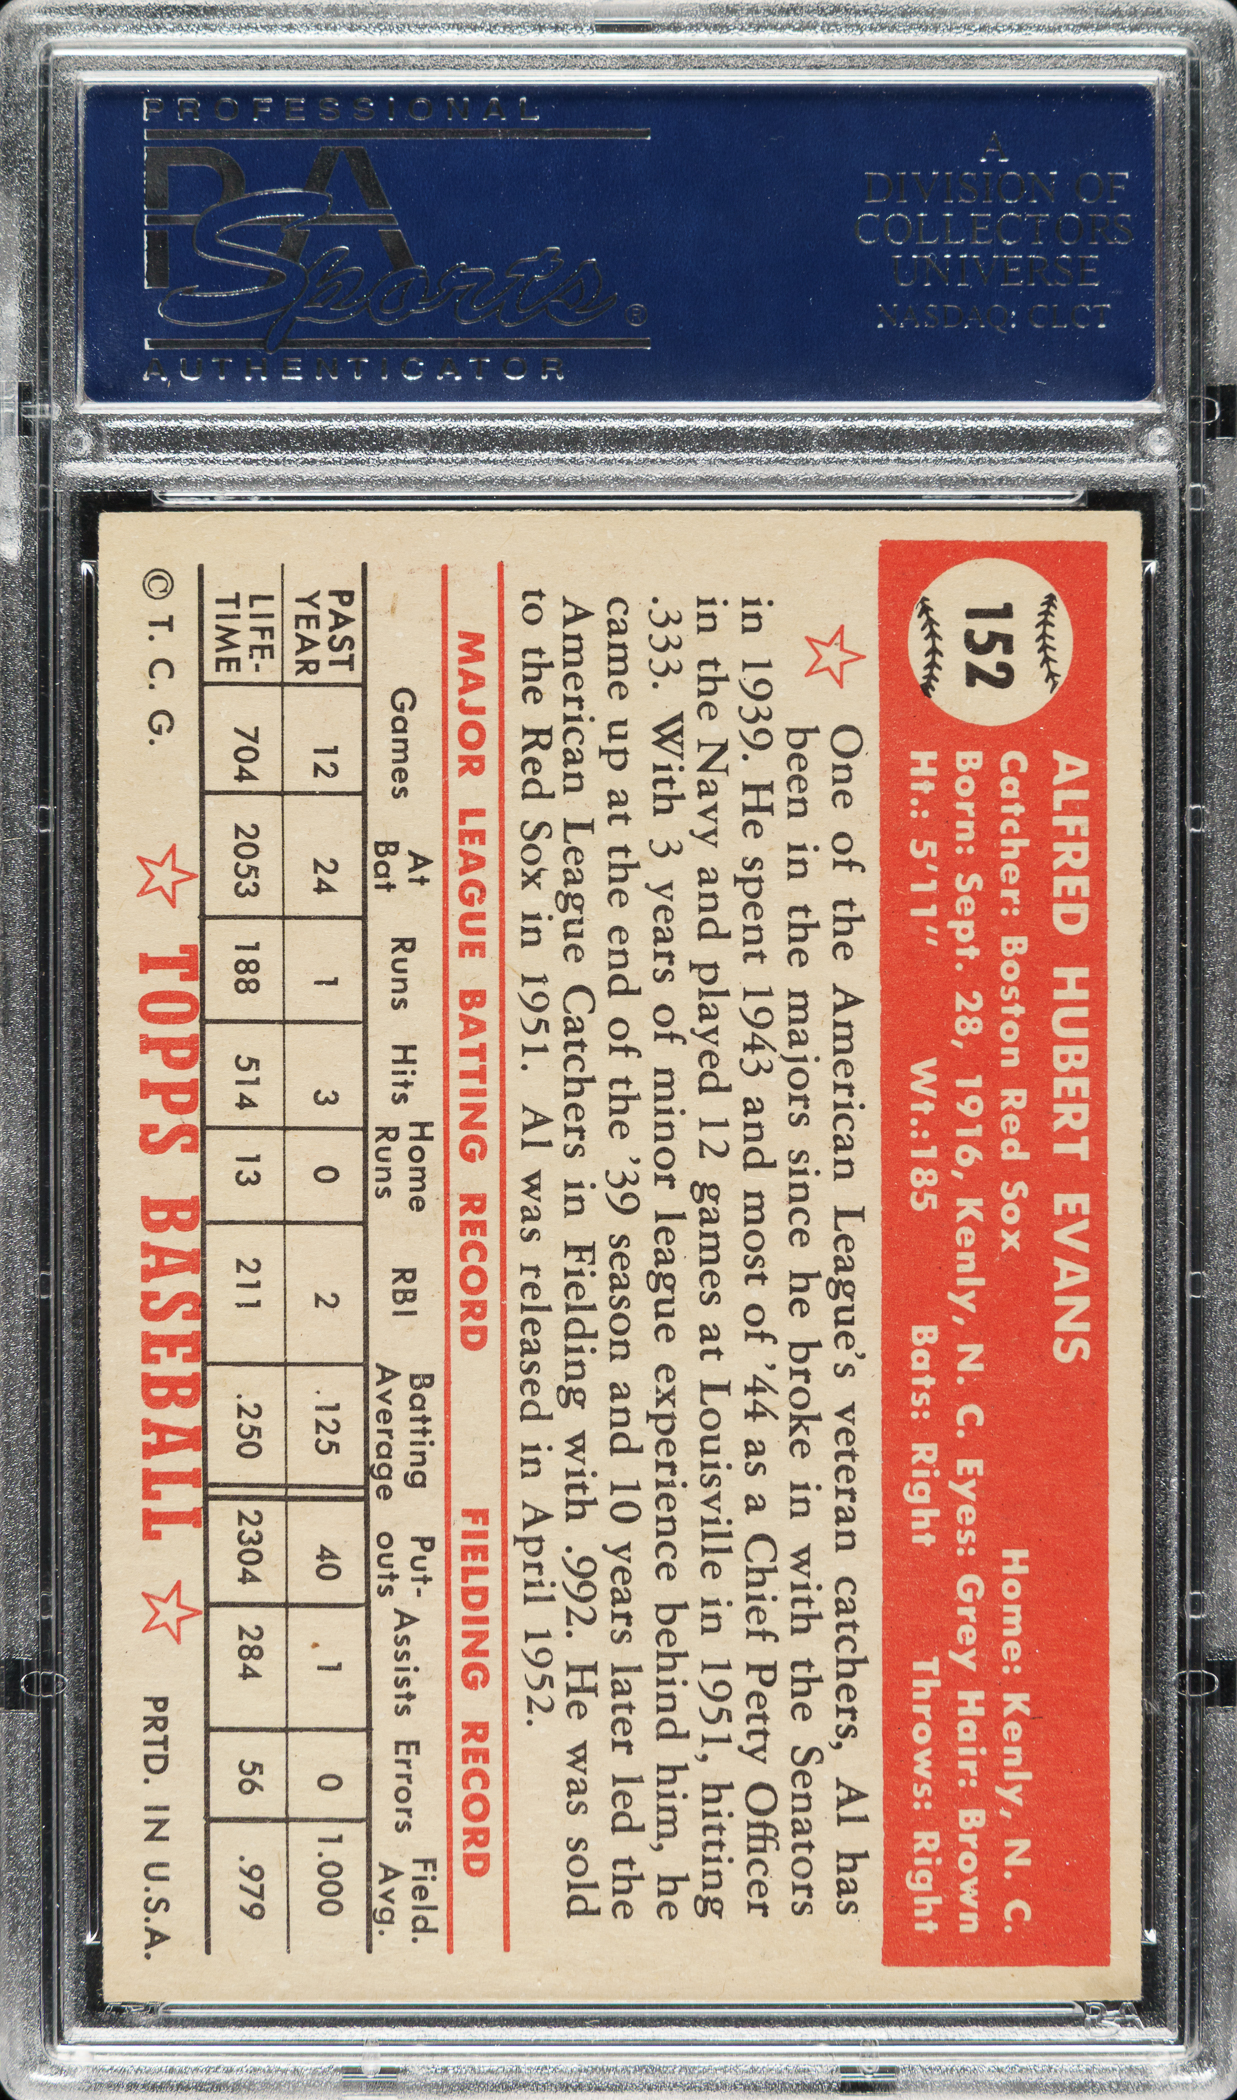 PROFESSIONAL
PSA
Sports®
AUTHENTICATOR
A
DIVISION OF
COLLECTORS
UNIVERSE
NASDAQ: CLCT
152
ALFRED HUBERT EVANS
Catcher: Boston Red Sox Home: Kenly, N. C.
Born: Sept. 28, 1916, Kenly, N. C. Eyes: Grey Hair: Brown
Ht.: 5'11" Wt.:185 Bats: Right Throws: Right
One of the American League's veteran catchers, Al has
been in the majors since he broke in with the Senators
in 1939. He spent 1943 and most of '44 as a Chief Petty Officer
in the Navy and played 12 games at Louisville in 1951, hitting
.333. With 3 years of minor league experience behind him, he
came up at the end of the '39 season and 10 years later led the
American League Catchers in Fielding with .992. He was sold
to the Red Sox in 1951. Al was released in April 1952.
MAJOR LEAGUE BATTING RECORD FIELDING RECORD
Games At Bat Runs Hits Home Runs RBI Batting Average Put-outs Assists Errors Field. Avg.
PAST YEAR 12 24 1 3 0 2 .125 40 1 0 1.000
LIFE-TIME 704 2053 188 514 13 211 .250 2304 284 56 .979
© T. C. G. TOPPS BASEBALL PRTD. IN U.S.A.
PSA